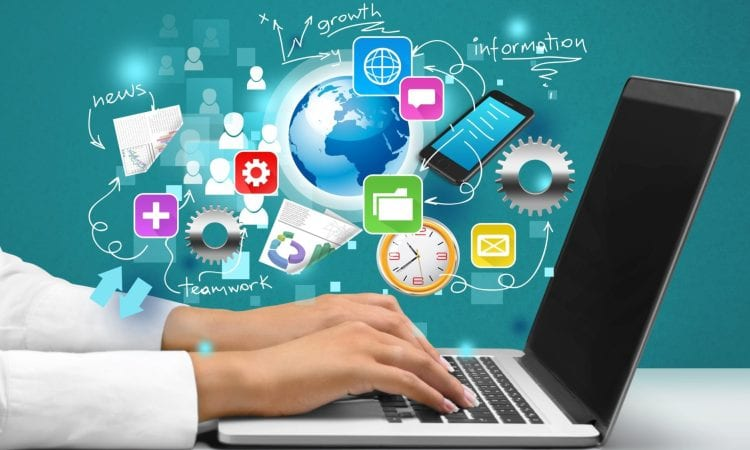 growth
x
y
information
news
teamwork